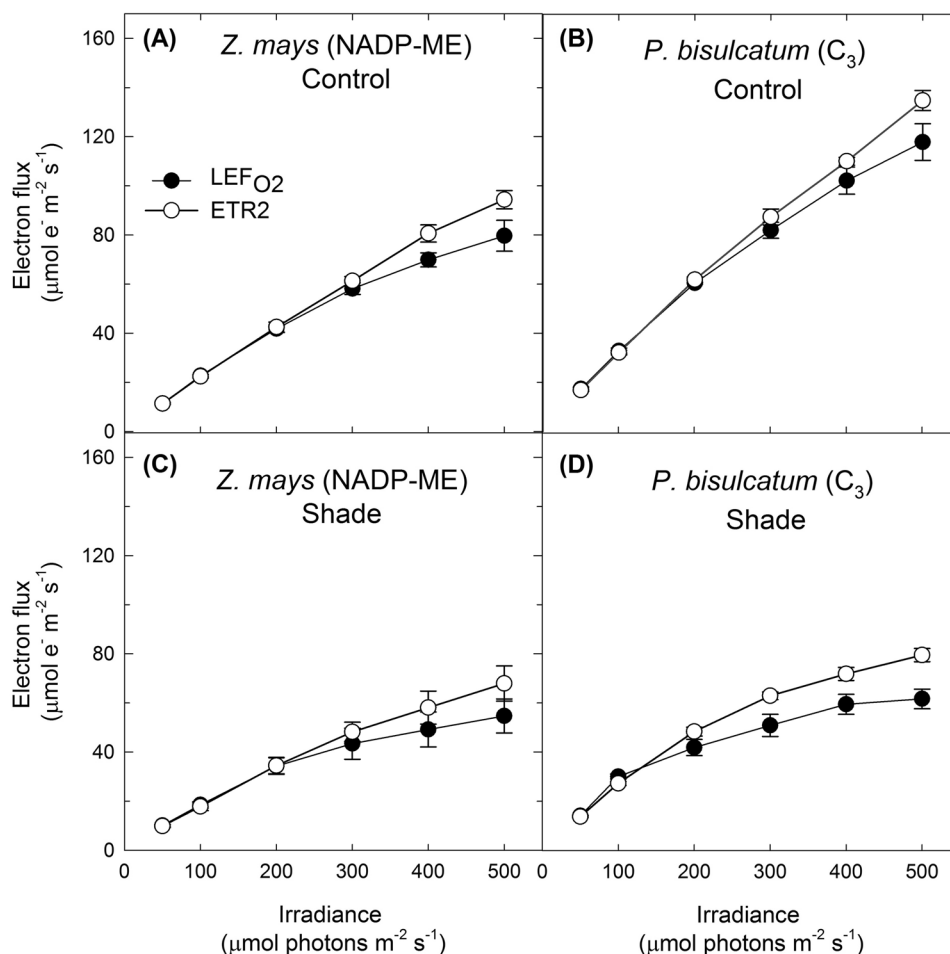 (A)
Z. mays (NADP-ME)
Control
(B)
P. bisulcatum (C3)
Control
160
120
80
40
0
Electron flux
(μmol e- m-2 s-1)
LEFO2
ETR2
(C)
Z. mays (NADP-ME)
Shade
(D)
P. bisulcatum (C3)
Shade
160
120
80
40
0
Electron flux
(μmol e- m-2 s-1)
0 100 200 300 400 500
0 100 200 300 400 500
Irradiance
(μmol photons m-2 s-1)
Irradiance
(μmol photons m-2 s-1)